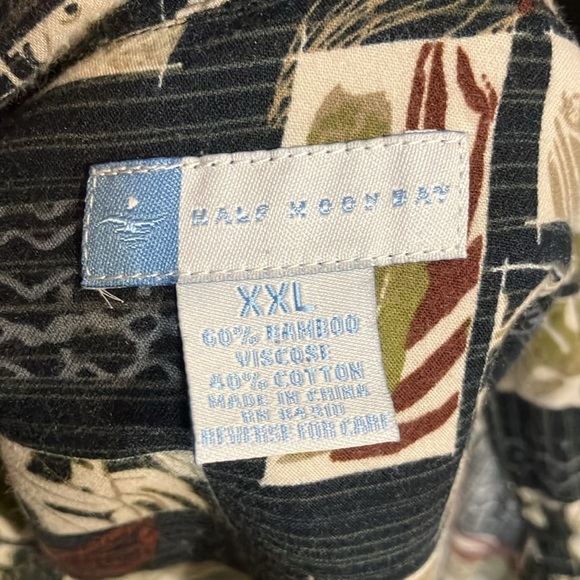 HALF MOON BAY
XXL
60% BAMBOO
VISCOSE
40% COTTON
MADE IN CHINA
RN 84310
REVERSE FOR CARE